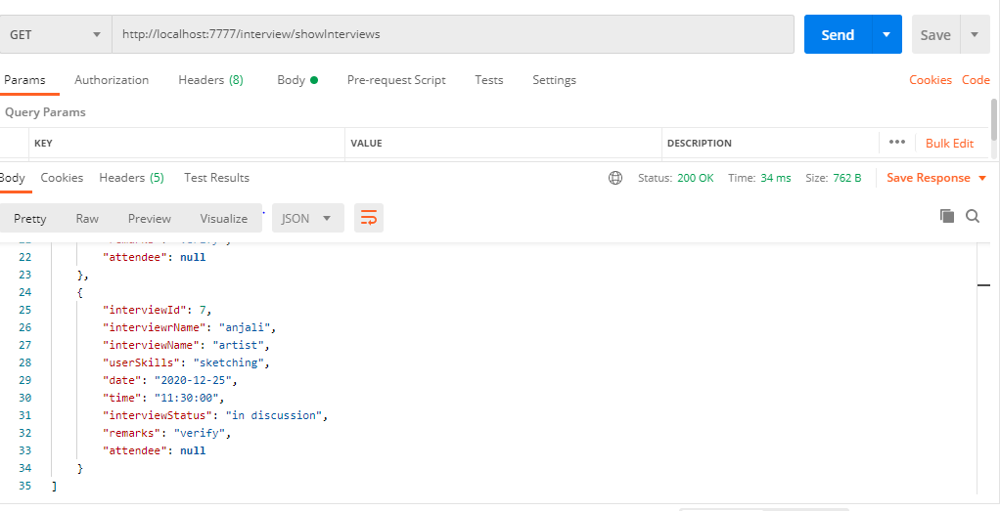 GET http://localhost:7777/interview/showInterviews Send Save
Params Authorization Headers (8) Body Pre-request Script Tests Settings Cookies Code
Query Params
KEY VALUE DESCRIPTION ••• Bulk Edit
Body Cookies Headers (5) Test Results Status: 200 OK Time: 34 ms Size: 762 B Save Response
Pretty Raw Preview Visualize JSON
22 "attendee": null
23 },
24 {
25 "interviewId": 7,
26 "interviewrName": "anjali",
27 "interviewName": "artist",
28 "userSkills": "sketching",
29 "date": "2020-12-25",
30 "time": "11:30:00",
31 "interviewStatus": "in discussion",
32 "remarks": "verify",
33 "attendee": null
34 }
35 ]